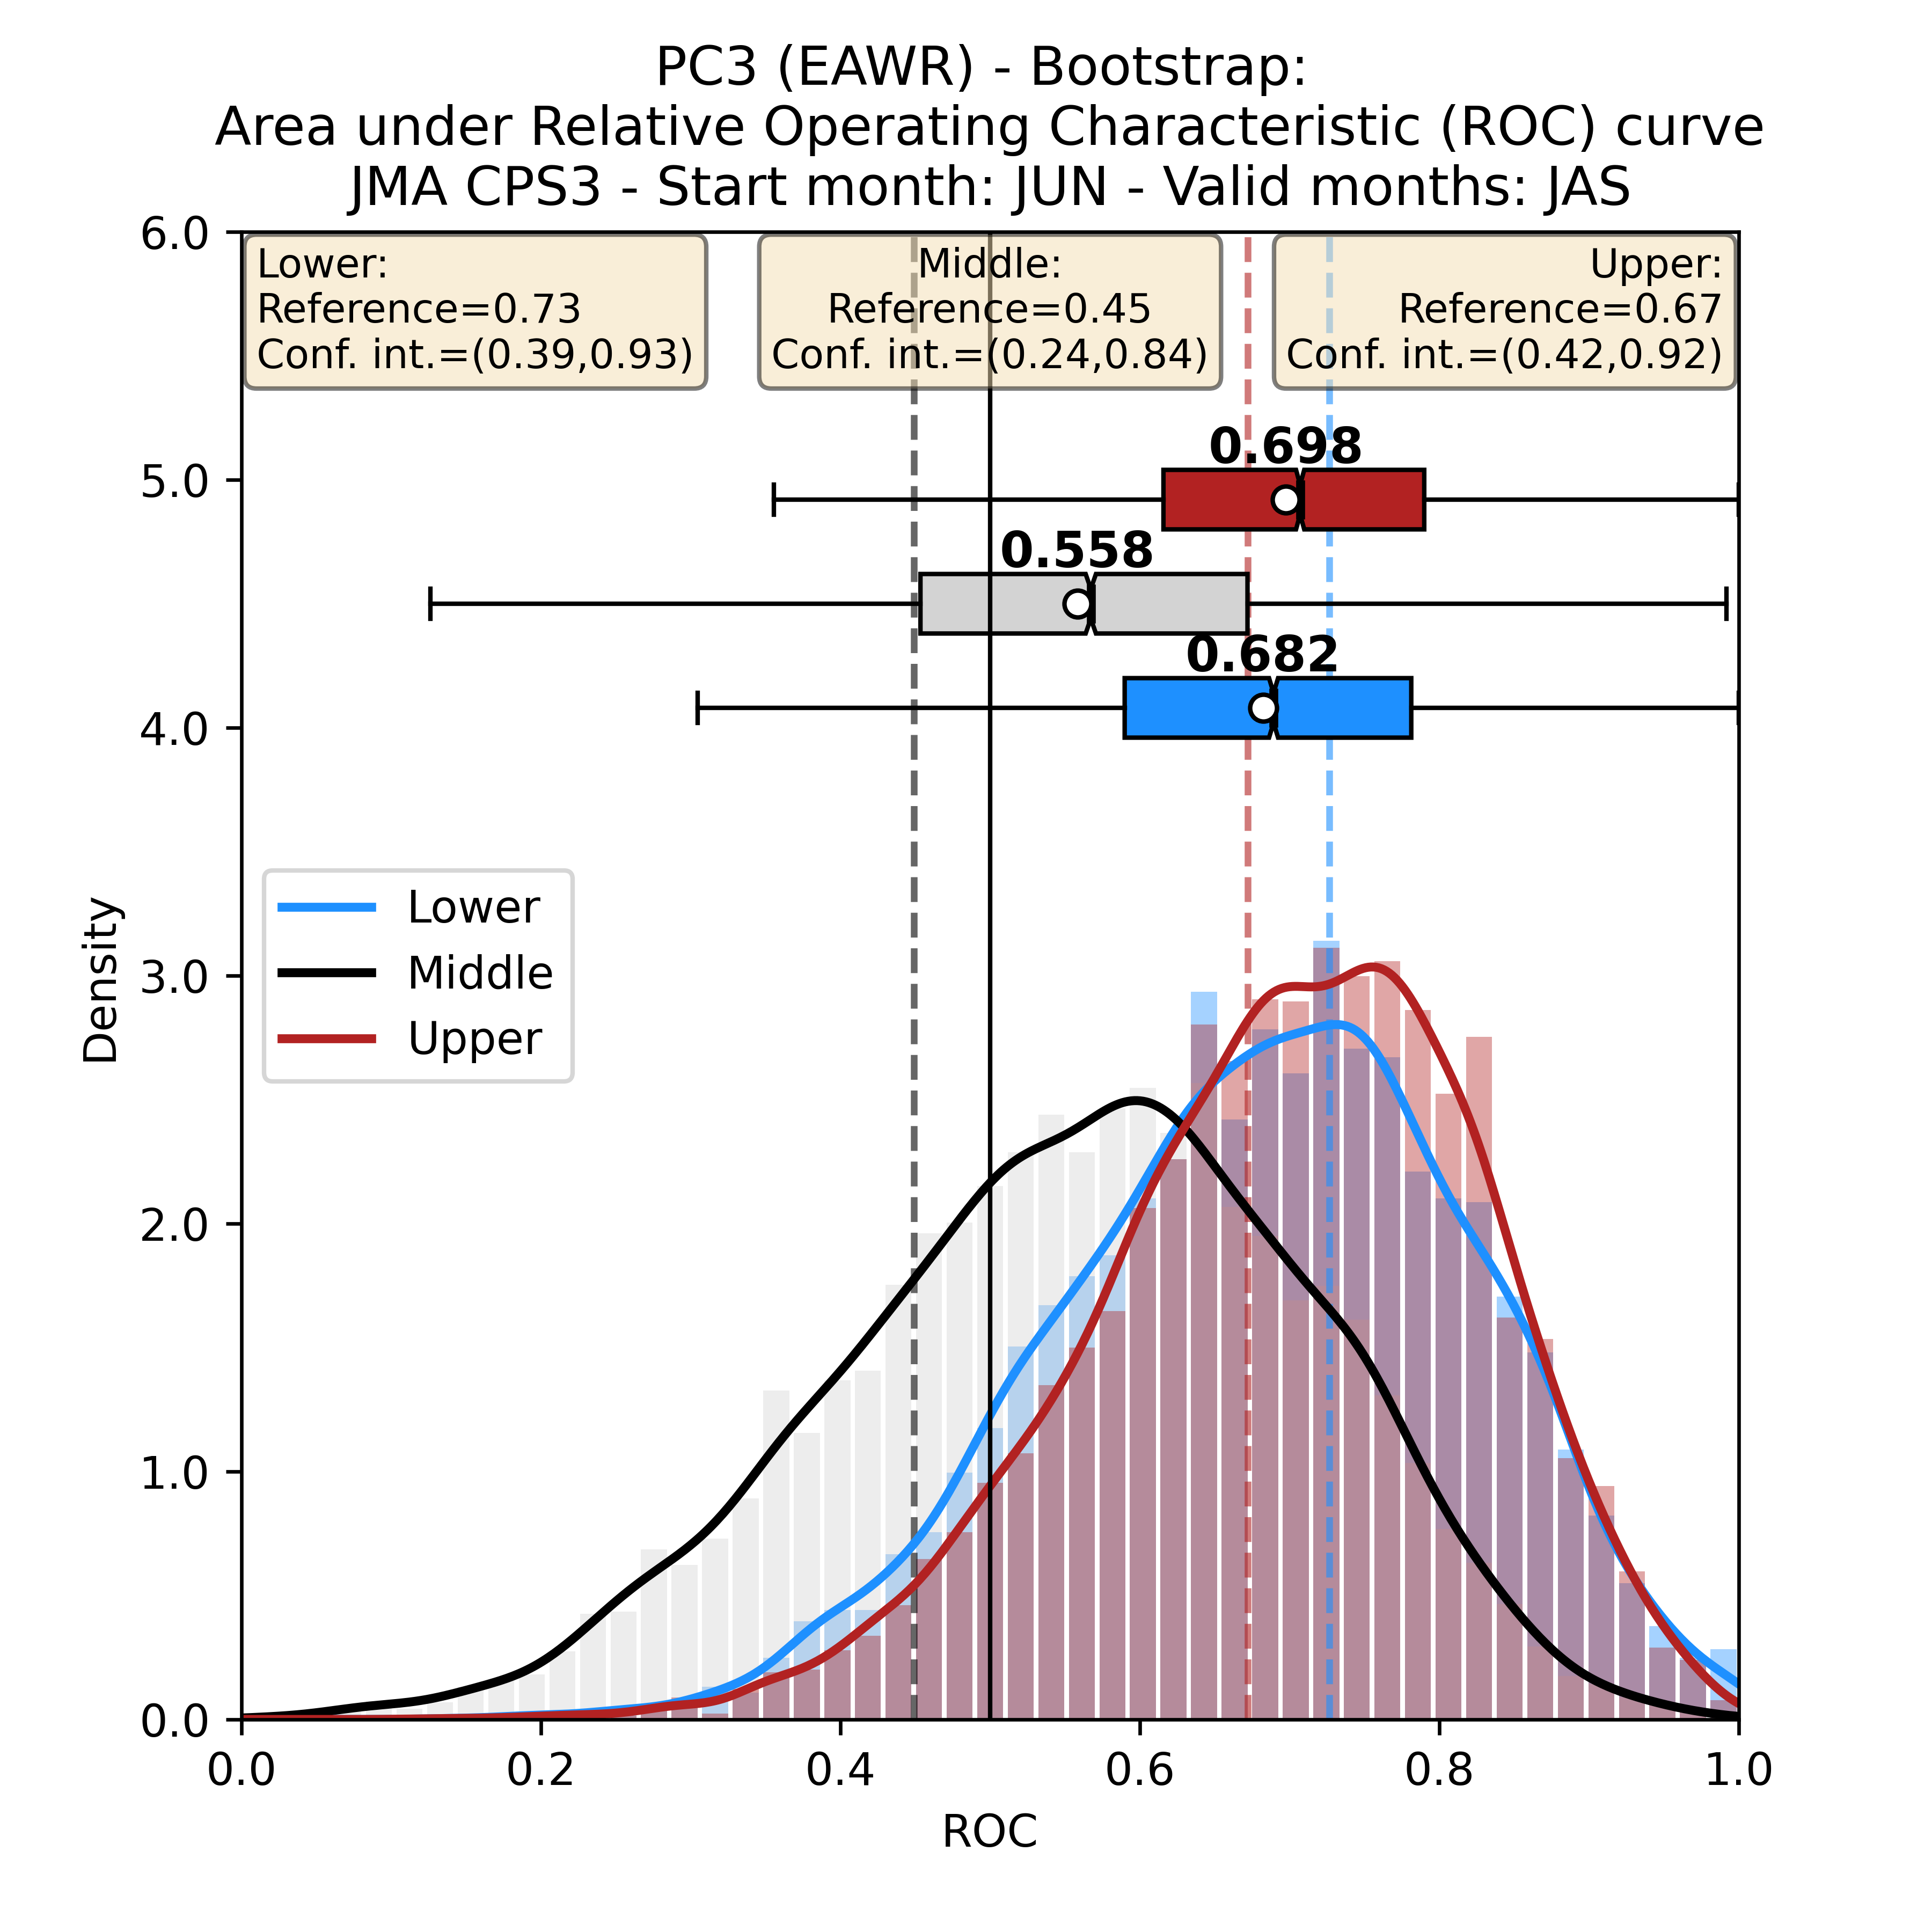 PC3 (EAWR) - Bootstrap:
Area under Relative Operating Characteristic (ROC) curve
JMA CPS3 - Start month: JUN - Valid months: JAS
Lower:
Reference=0.73
Conf. int.=(0.39,0.93)
Middle:
Reference=0.45
Conf. int.=(0.24,0.84)
Upper:
Reference=0.67
Conf. int.=(0.42,0.92)
0.698
0.558
0.682
Lower
Middle
Upper
Density
6.0
5.0
4.0
3.0
2.0
1.0
0.0
0.0 0.2 0.4 0.6 0.8 1.0
ROC